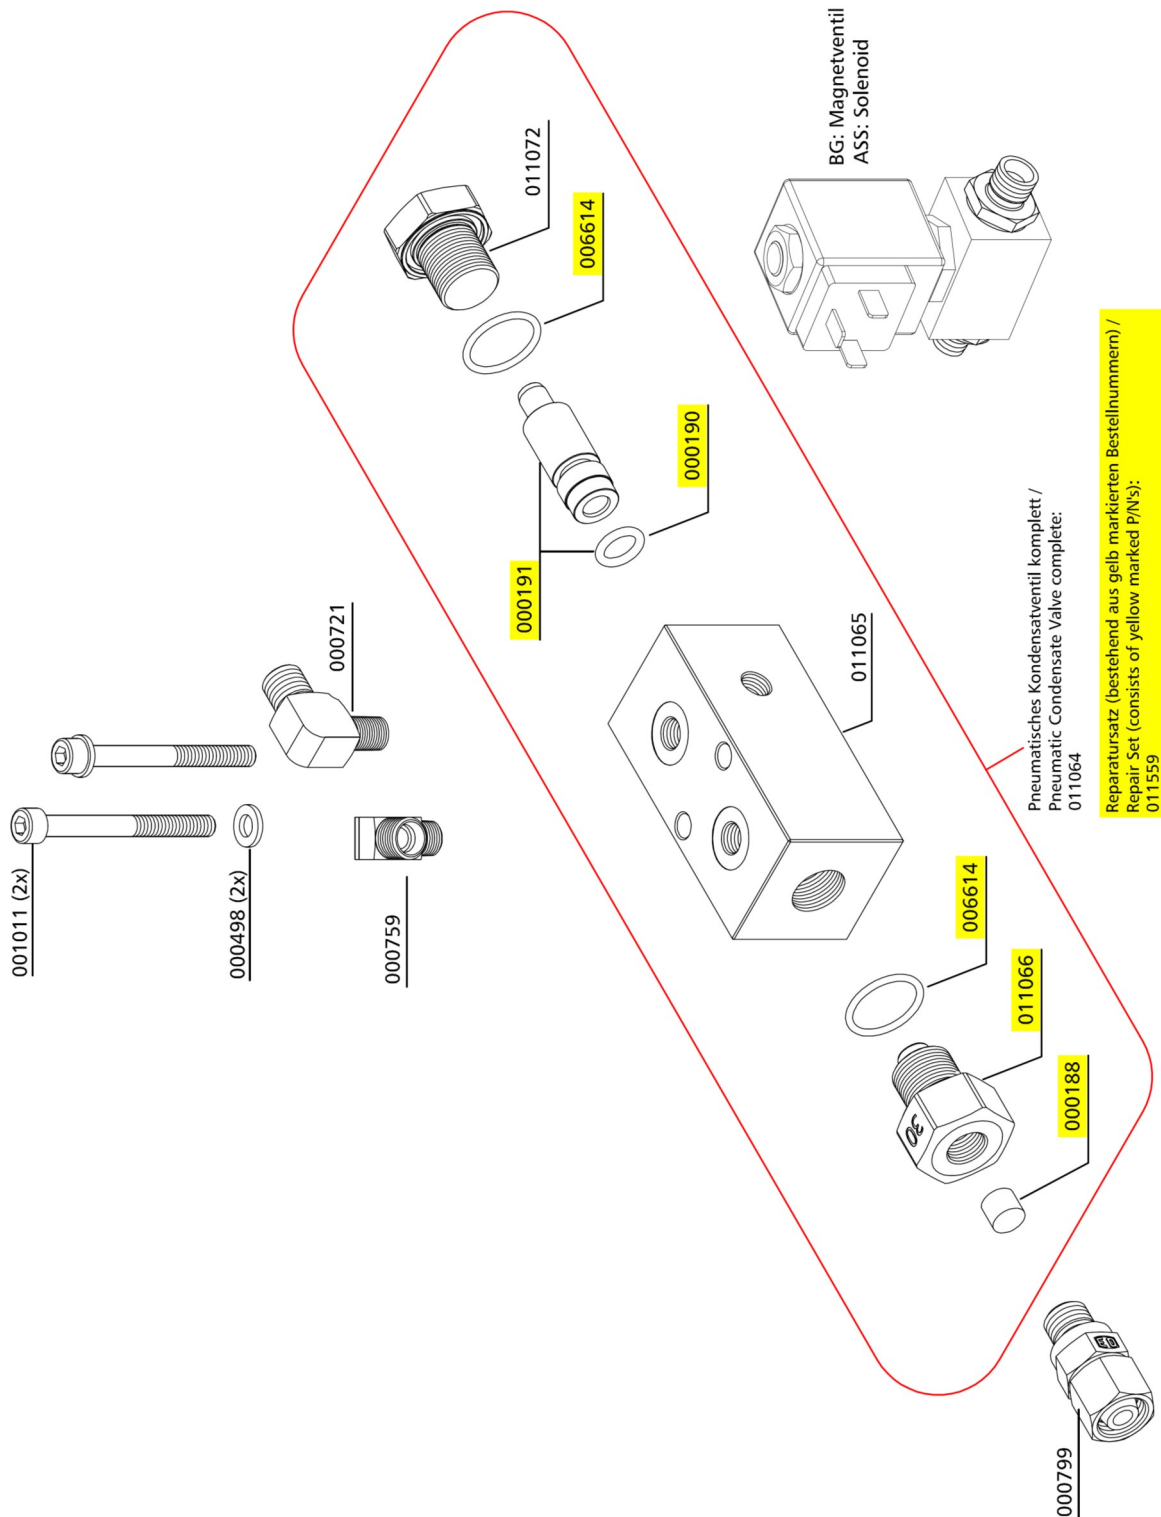 001011 (2x)
000498 (2x)
000759
000721
000191
000190
006614
011072
BG: Magnetventil
ASS: Solenoid
011065
006614
011066
30
000188
000799
Pneumatisches Kondensatventil komplett /
Pneumatic Condensate Valve complete:
011064
Reparatursatz (bestehend aus gelb markierten Bestellnummern) /
Repair Set (consists of yellow marked P/N's):
011559